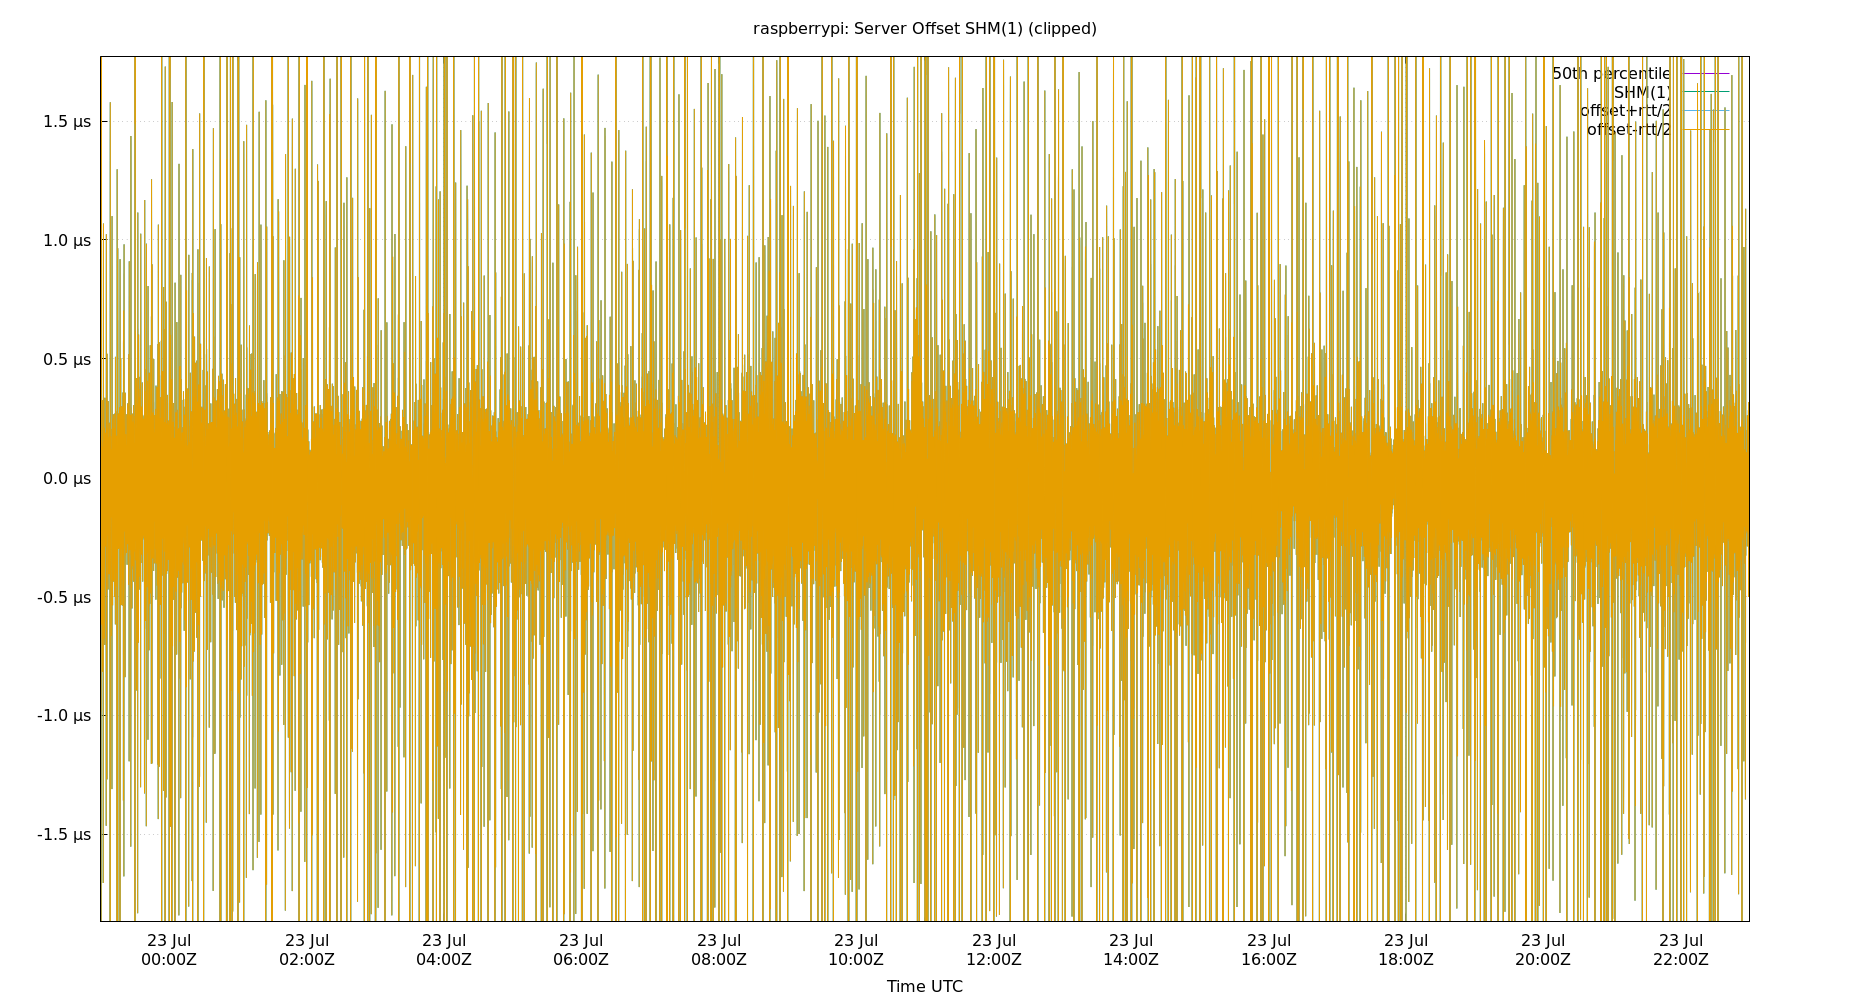 raspberrypi: Server Offset SHM(1) (clipped)
50th percentile
SHM(1)
offset+rtt/2
offset-rtt/2
1.5 μs
1.0 μs
0.5 μs
0.0 μs
-0.5 μs
-1.0 μs
-1.5 μs
23 Jul 23 Jul 23 Jul 23 Jul 23 Jul 23 Jul 23 Jul 23 Jul 23 Jul 23 Jul 23 Jul 23 Jul
00:00Z 02:00Z 04:00Z 06:00Z 08:00Z 10:00Z 12:00Z 14:00Z 16:00Z 18:00Z 20:00Z 22:00Z
Time UTC